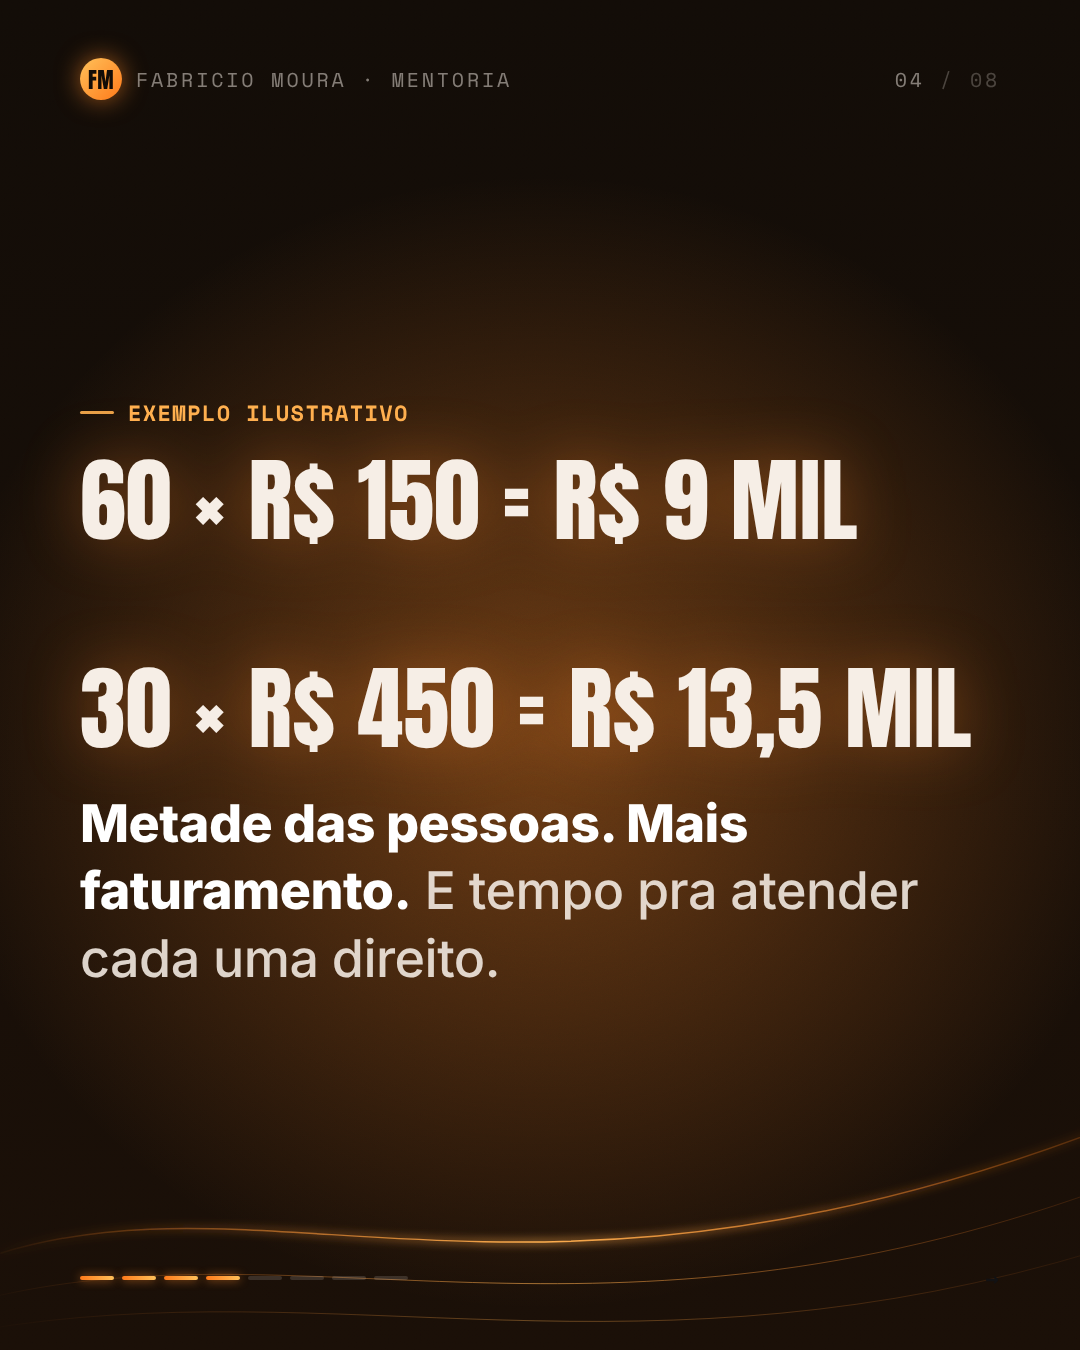 FM FABRICIO MOURA · MENTORIA
04 / 08
EXEMPLO ILUSTRATIVO
60 × R$ 150 = R$ 9 MIL
30 × R$ 450 = R$ 13,5 MIL
Metade das pessoas. Mais
faturamento. E tempo pra atender
cada uma direito.